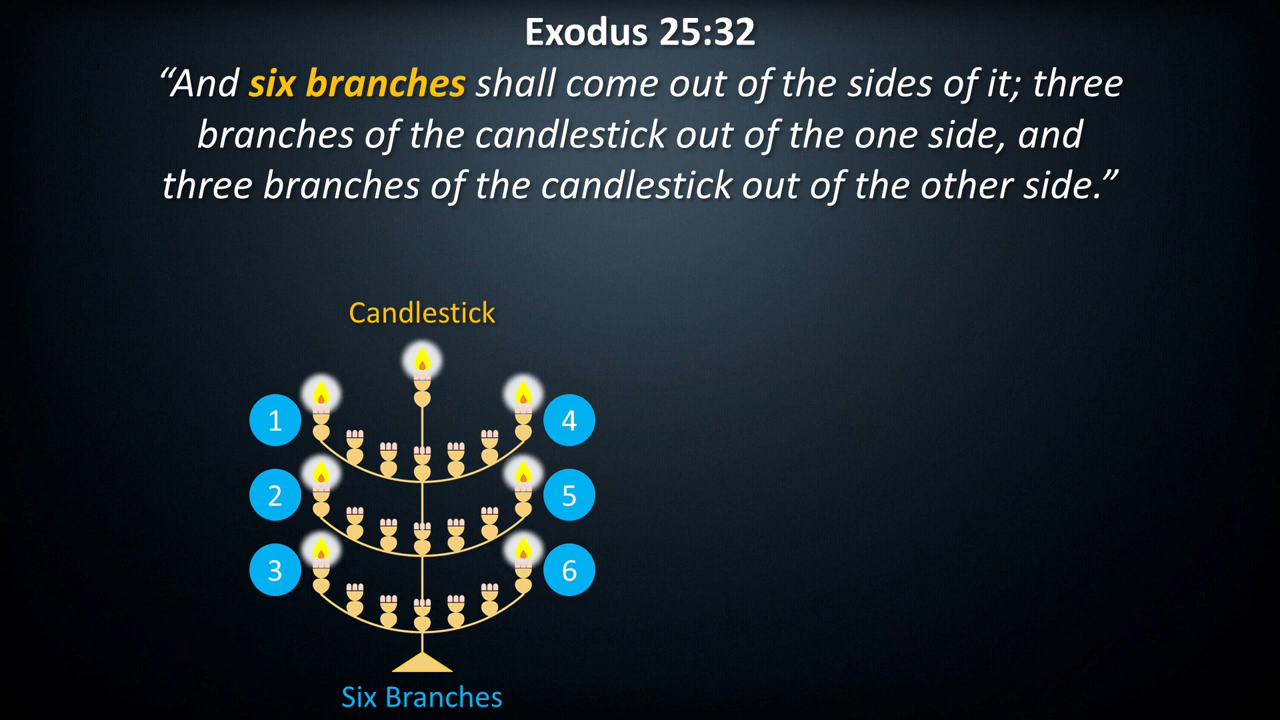 Exodus 25:32
“And six branches shall come out of the sides of it; three
branches of the candlestick out of the one side, and
three branches of the candlestick out of the other side.”
Candlestick
1 4
2 5
3 6
Six Branches